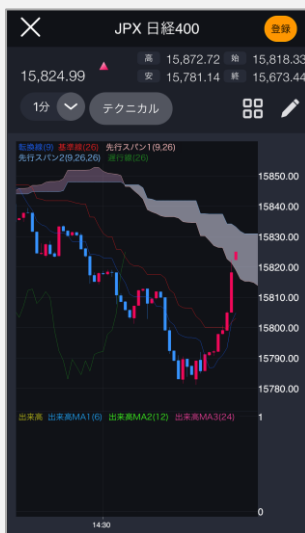 JPX 日経400
登録
高 15,872.72 始 15,818.33
15,824.99
安 15,781.14 終 15,673.44
1分 テクニカル
転換線(9) 基準線(26) 先行スパン1(9,26)
先行スパン2(9,26,26) 遅行線(26)
15850.00
15840.00
15830.00
15820.00
15810.00
15800.00
15790.00
15780.00
出来高 出来高MA1(6) 出来高MA2(12) 出来高MA3(24)
1
0
14:30